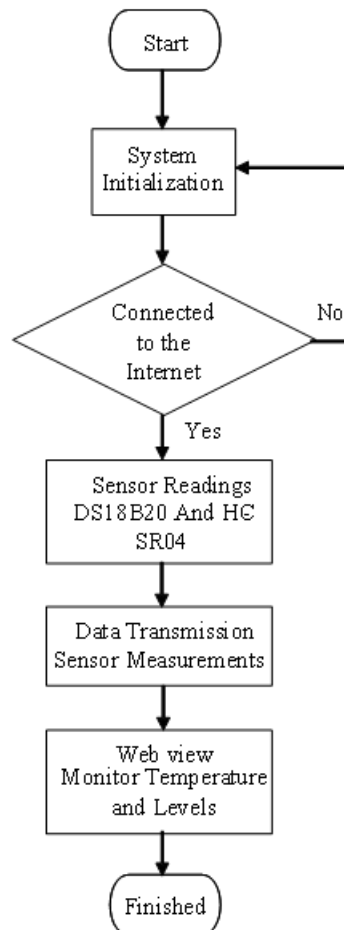 Start
System
Initialization
Connected
to the
Internet
No
Yes
Sensor Readings
DS18B20 And HC
SR04
Data Transmission
Sensor Measurements
Web view
Monitor Temperature
and Levels
Finished